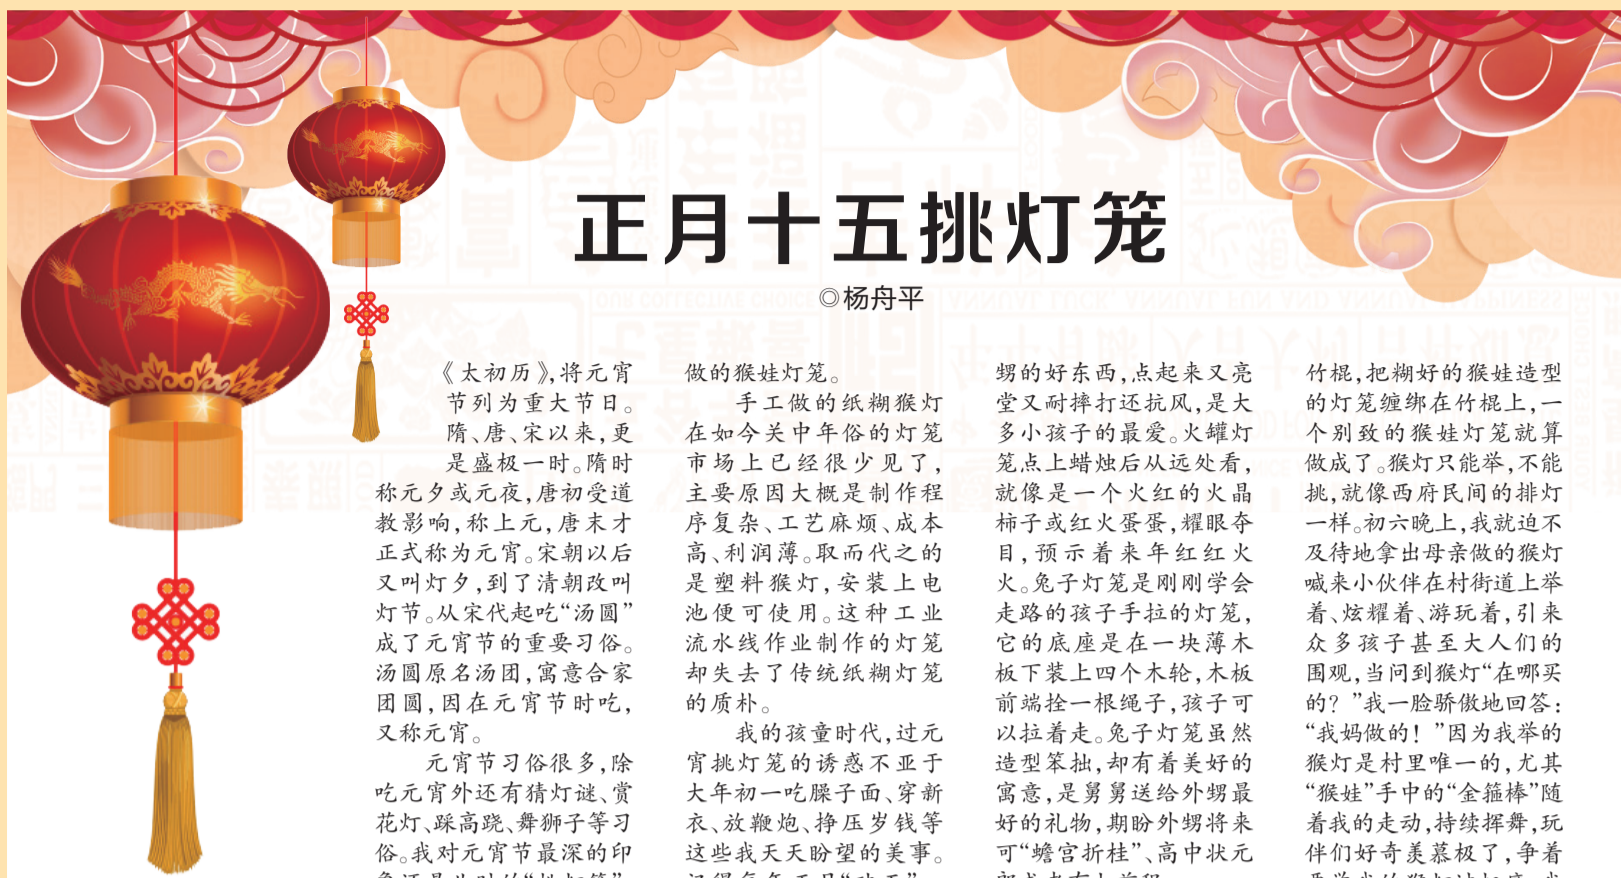 正月十五挑灯笼
◎杨舟平
《太初历》,将元宵
节列为重大节日。
隋、唐、宋以来,更
是盛极一时。隋时
称元夕或元夜,唐初受道
教影响,称上元,唐末才
正式称为元宵。宋朝以后
又叫灯夕,到了清朝改叫
灯节。从宋代起吃“汤圆”
成了元宵节的重要习俗。
汤圆原名汤团,寓意合家
团圆,因在元宵节时吃,
又称元宵。
元宵节习俗很多,除
吃元宵外还有猜灯谜、赏
花灯、踩高跷、舞狮子等习
俗。我对元宵节最深的印
做的猴娃灯笼。
手工做的纸糊猴灯
在如今关中年俗的灯笼
市场上已经很少见了,
主要原因大概是制作程
序复杂、工艺麻烦、成本
高、利润薄。取而代之的
是塑料猴灯,安装上电
池便可使用。这种工业
流水线作业制作的灯笼
却失去了传统纸糊灯笼
的质朴。
我的孩童时代,过元
宵挑灯笼的诱惑不亚于
大年初一吃臊子面、穿新
衣、放鞭炮、挣压岁钱等
这些我天天盼望的美事。
甥的好东西,点起来又亮
堂又耐摔打还抗风,是大
多小孩子的最爱。火罐灯
笼点上蜡烛后从远处看,
就像是一个火红的火晶
柿子或红火蛋蛋,耀眼夺
目,预示着来年红红火
火。兔子灯笼是刚刚学会
走路的孩子手拉的灯笼,
它的底座是在一块薄木
板下装上四个木轮,木板
前端拴一根绳子,孩子可
以拉着走。兔子灯笼虽然
造型笨拙,却有着美好的
寓意,是舅舅送给外甥最
好的礼物,期盼外甥将来
可“蟾宫折桂”、高中状元
竹棍,把糊好的猴娃造型
的灯笼缠绑在竹棍上,一
个别致的猴娃灯笼就算
做成了。猴灯只能举,不能
挑,就像西府民间的排灯
一样。初六晚上,我就迫不
及待地拿出母亲做的猴灯
喊来小伙伴在村街道上举
着、炫耀着、游玩着,引来
众多孩子甚至大人们的
围观,当问到猴灯“在哪买
的？”我一脸骄傲地回答：
“我妈做的！”因为我举的
猴灯是村里唯一的,尤其
“猴娃”手中的“金箍棒”随
着我的走动,持续挥舞,玩
伴们好奇羡慕极了,争着